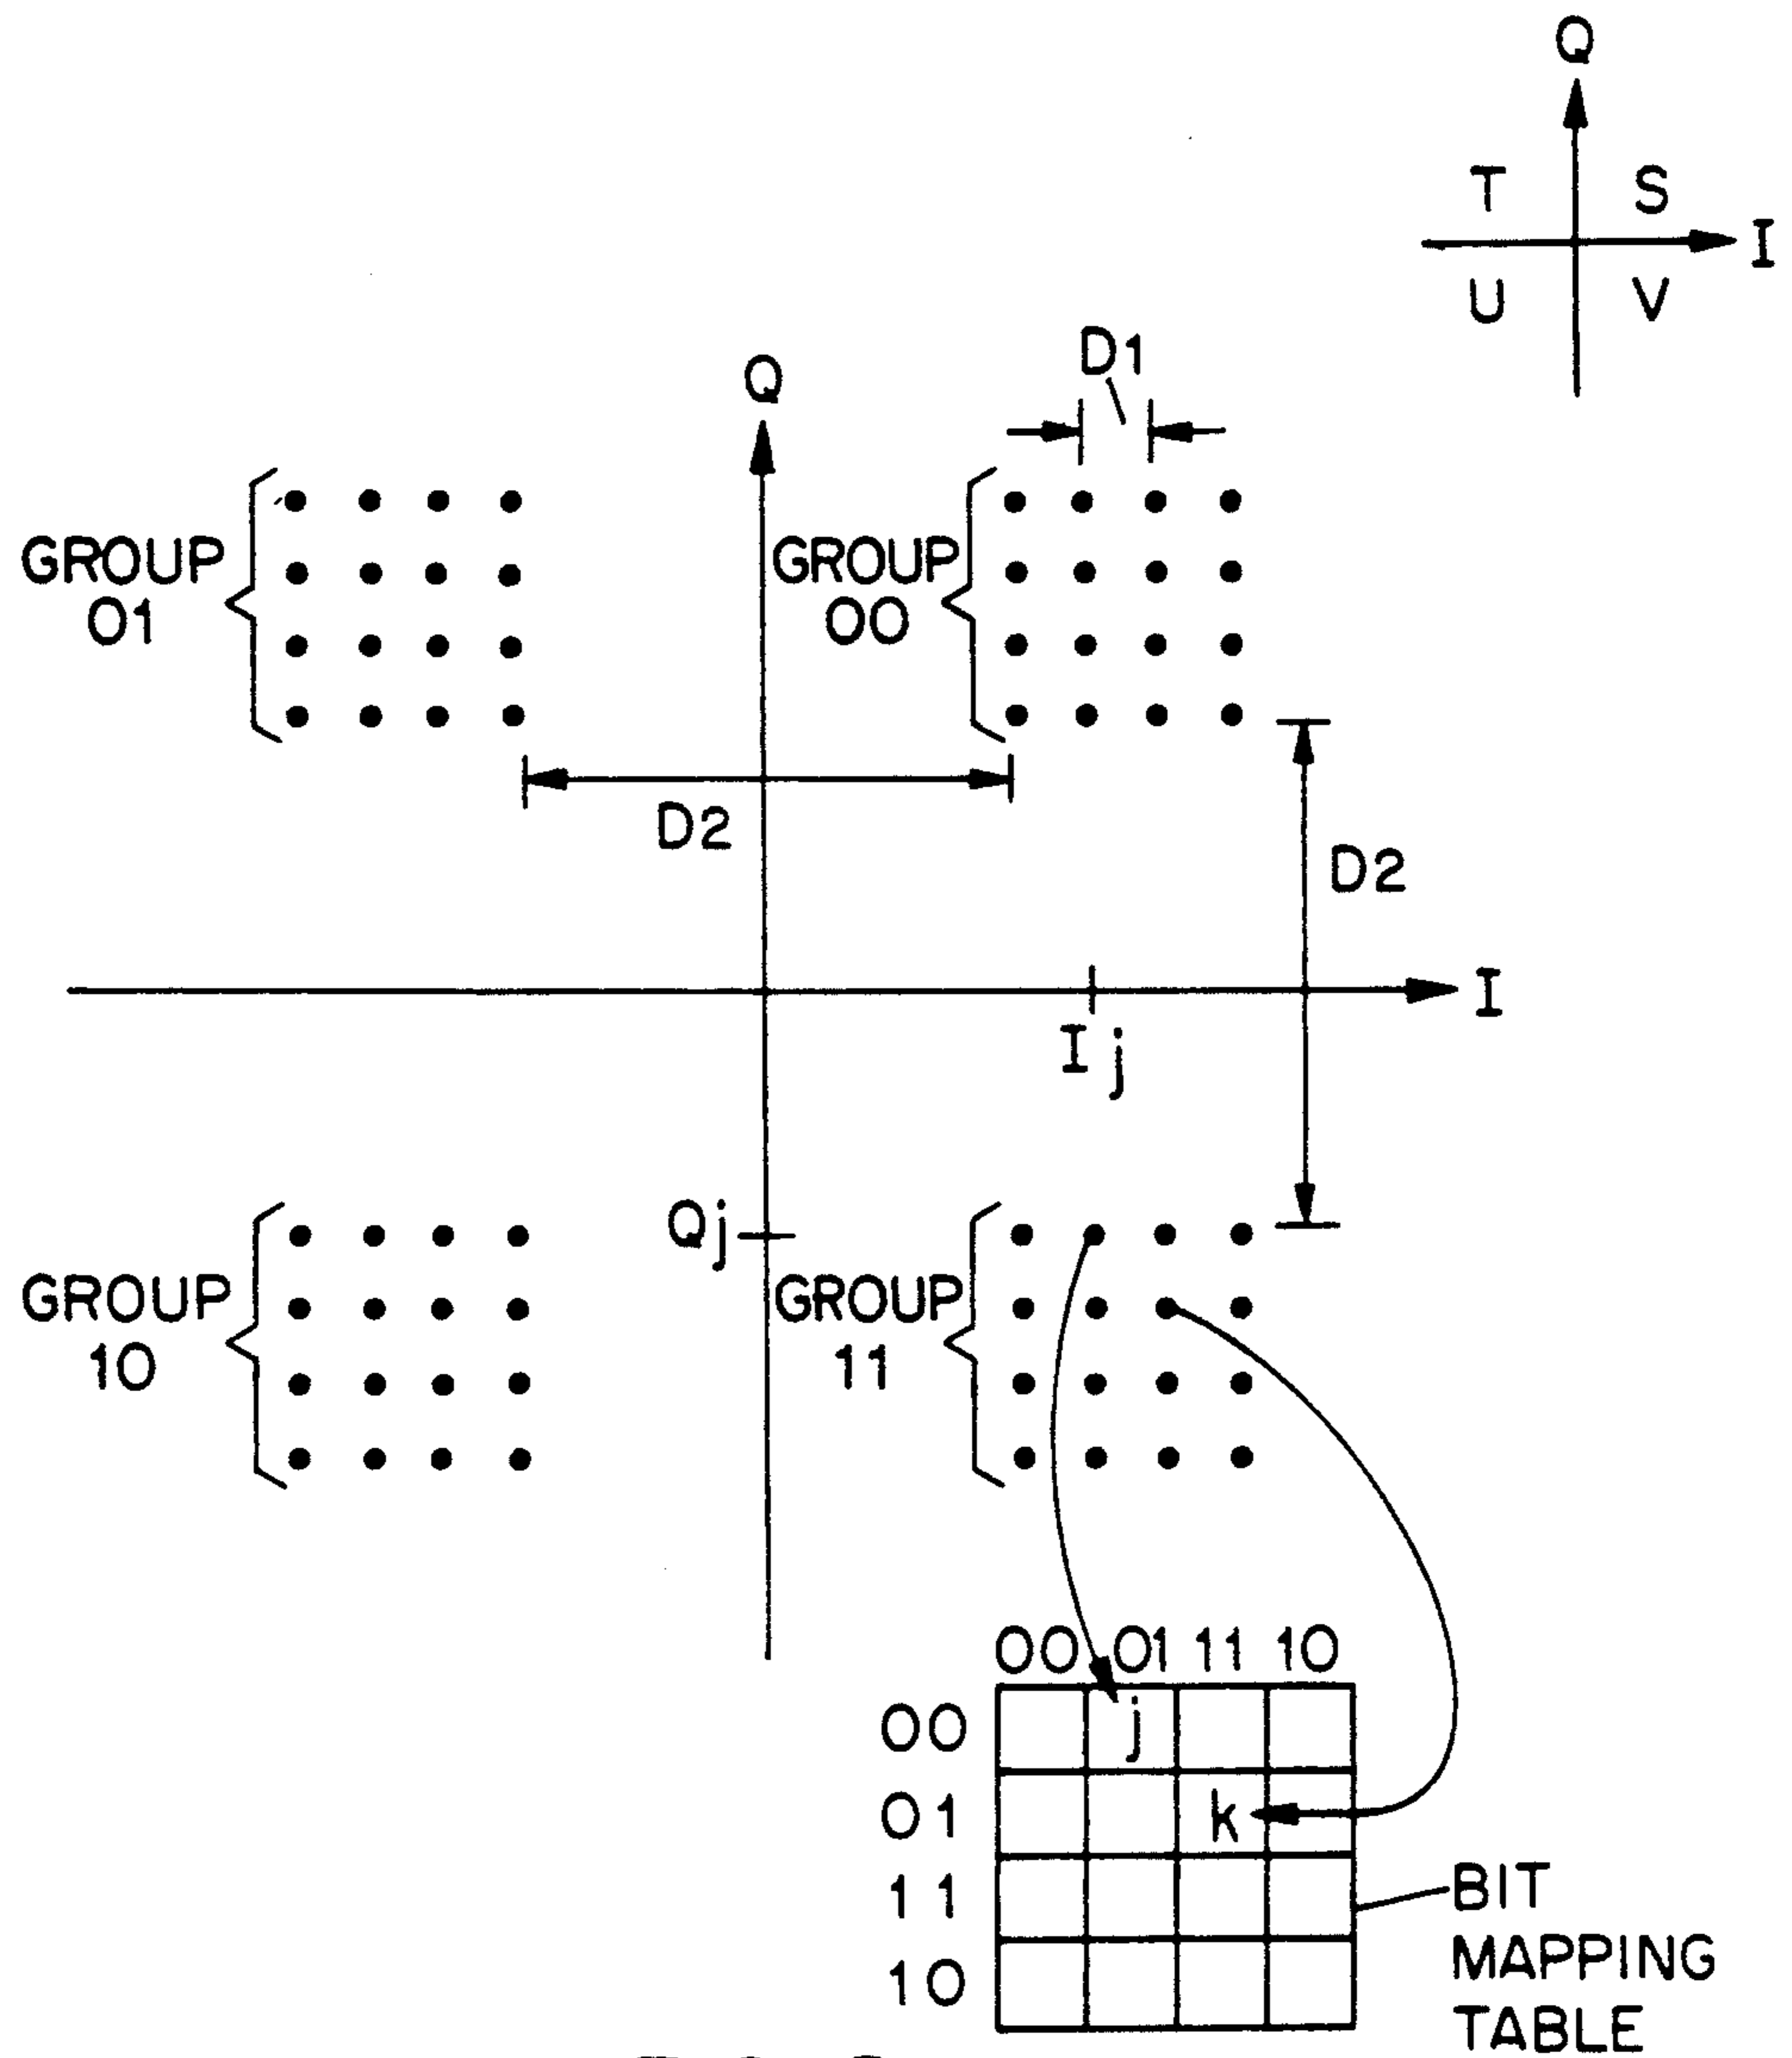 Q
T S
I
U V
D1
Q
GROUP
01
GROUP
00
D2
D2
I
Ij
Qj
GROUP
10
GROUP
11
00 01 11 10
00 j
01 k
11
10
BIT
MAPPING
TABLE